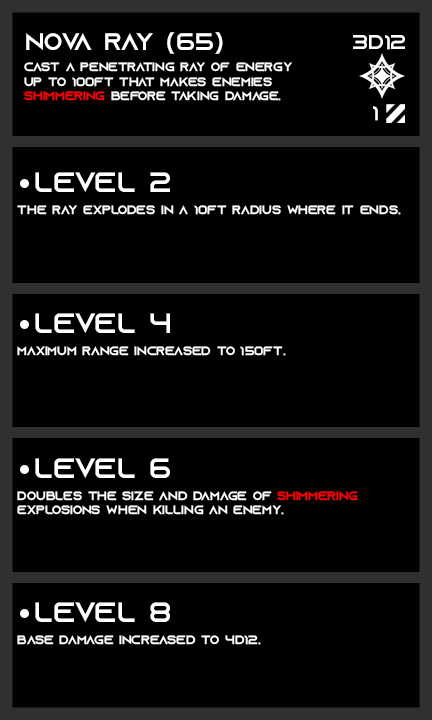 NOVA RAY (65)
3D12
CAST A PENETRATING RAY OF ENERGY
UP TO 100FT THAT MAKES ENEMIES
SHIMMERING BEFORE TAKING DAMAGE.
1
•LEVEL 2
THE RAY EXPLODES IN A 10FT RADIUS WHERE IT ENDS.
•LEVEL 4
MAXIMUM RANGE INCREASED TO 150FT.
•LEVEL 6
DOUBLES THE SIZE AND DAMAGE OF SHIMMERING
EXPLOSIONS WHEN KILLING AN ENEMY.
•LEVEL 8
BASE DAMAGE INCREASED TO 4D12.